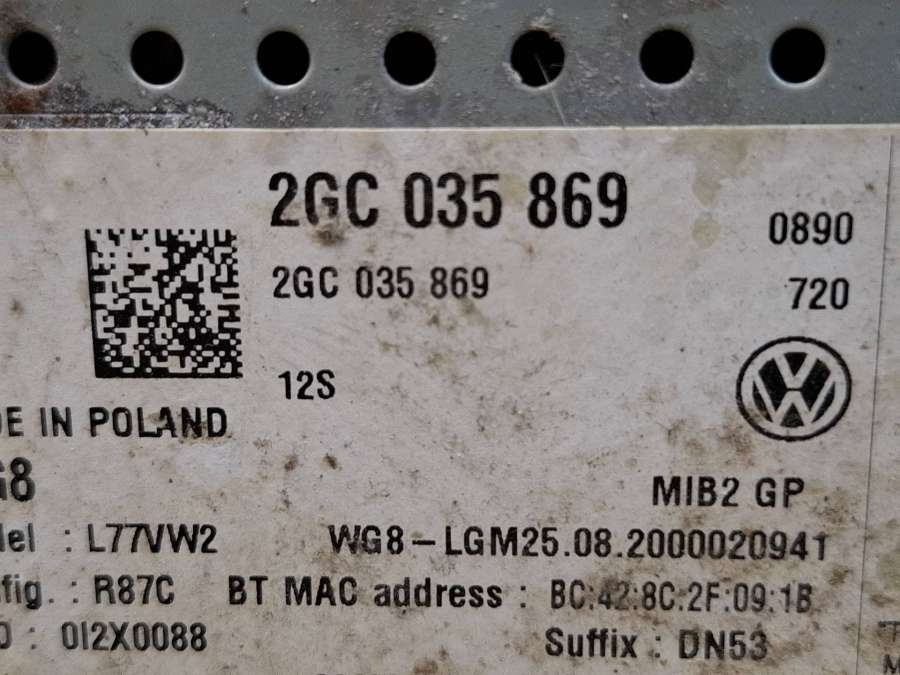 2GC 035 869
0890
2GC 035 869
720
12S
DE IN POLAND
G8
MIB2 GP
del : L77VW2
WG8-LGM25.08.2000020941
nfig. : R87C BT MAC address : BC:42:8C:2F:09:1B
D : 0I2X0088
Suffix : DN53